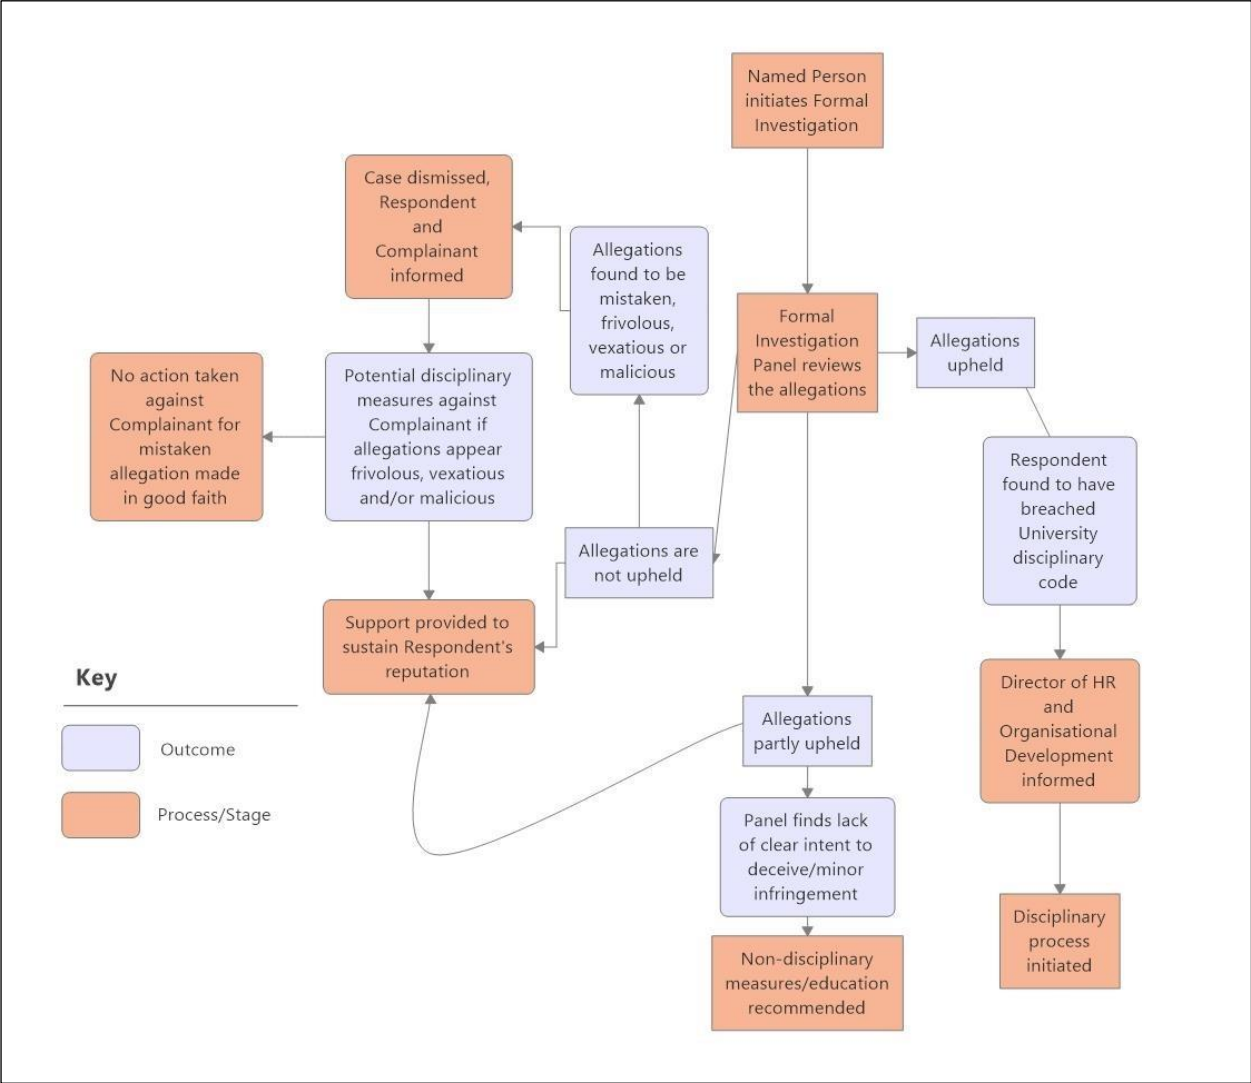 Named Person
initiates Formal
Investigation
Case dismissed,
Respondent
and
Complainant
informed
Allegations
found to be
mistaken,
frivolous,
vexatious or
malicious
Formal
Investigation
Panel reviews
the allegations
Allegations
upheld
No action taken
against
Complainant for
mistaken
allegation made
in good faith
Potential disciplinary
measures against
Complainant if
allegations appear
frivolous, vexatious
and/or malicious
Respondent
found to have
breached
University
disciplinary
code
Allegations are
not upheld
Support provided to
sustain Respondent's
reputation
Director of HR
and
Organisational
Development
informed
Allegations
partly upheld
Panel finds lack
of clear intent to
deceive/minor
infringement
Disciplinary
process
initiated
Non-disciplinary
measures/education
recommended
Key
Outcome
Process/Stage